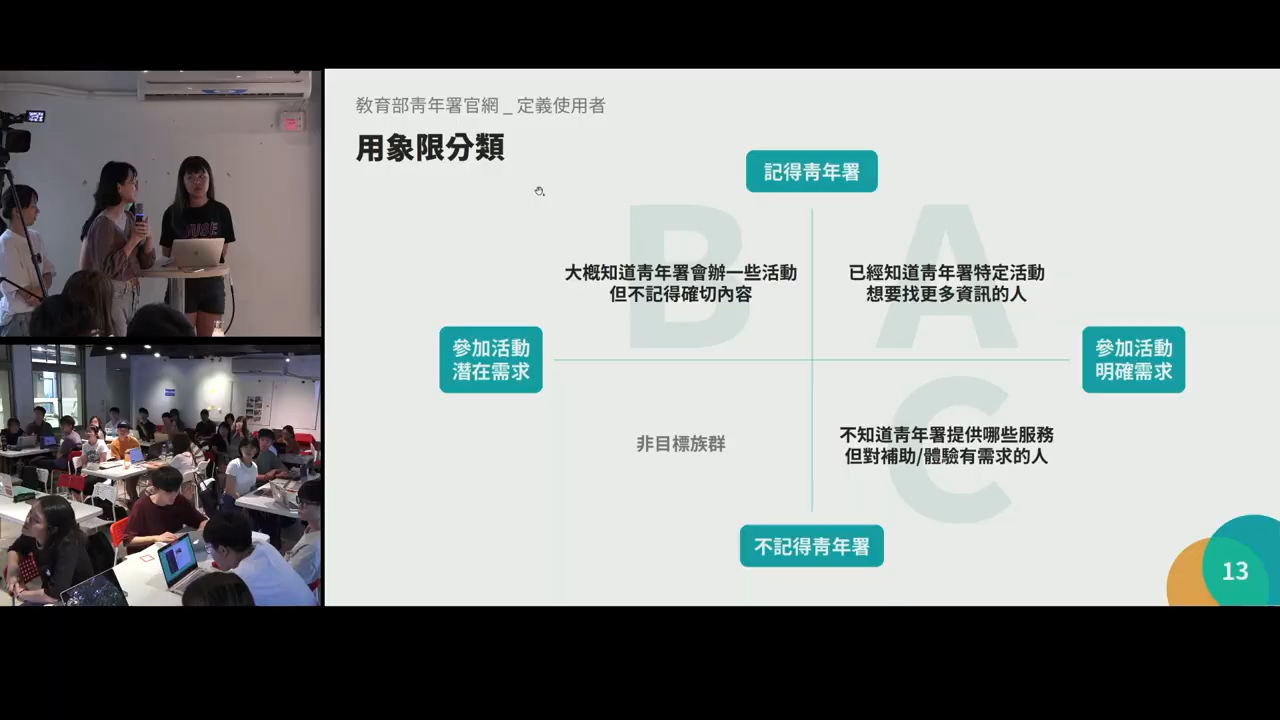 教育部青年署官網 _ 定義使用者
用象限分類
記得青年署
B
A
大概知道青年署會辦一些活動
但不記得確切內容
已經知道青年署特定活動
想要找更多資訊的人
參加活動
潛在需求
參加活動
明確需求
C
非目標族群
不知道青年署提供哪些服務
但對補助/體驗有需求的人
不記得青年署
13